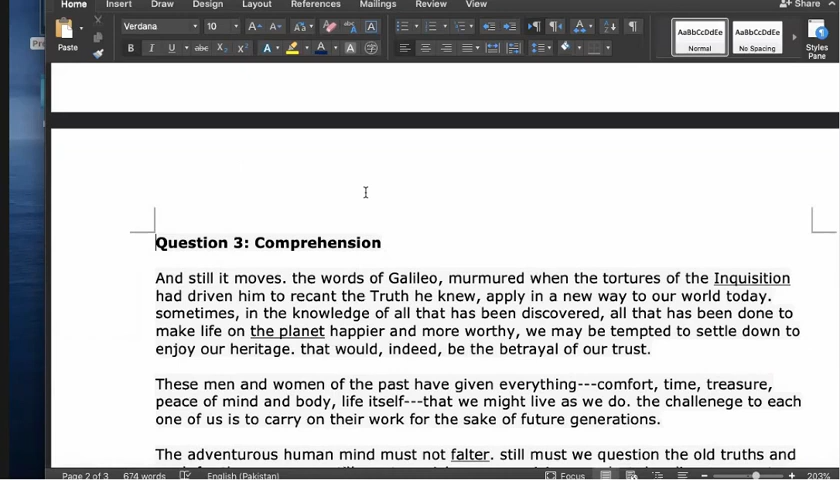 Home Insert Draw Design Layout References Mailings Review View Share
Verdana 10
Paste
B I U abc X2 X2 A A A
AaBbCcDdEe AaBbCcDdEe
Normal No Spacing Styles Pane
Question 3: Comprehension
And still it moves. the words of Galileo, murmured when the tortures of the Inquisition
had driven him to recant the Truth he knew, apply in a new way to our world today.
sometimes, in the knowledge of all that has been discovered, all that has been done to
make life on the planet happier and more worthy, we may be tempted to settle down to
enjoy our heritage. that would, indeed, be the betrayal of our trust.
These men and women of the past have given everything---comfort, time, treasure,
peace of mind and body, life itself---that we might live as we do. the challenege to each
one of us is to carry on their work for the sake of future generations.
The adventurous human mind must not falter. still must we question the old truths and
Page 2 of 3 674 words English (Pakistan) Focus 203%